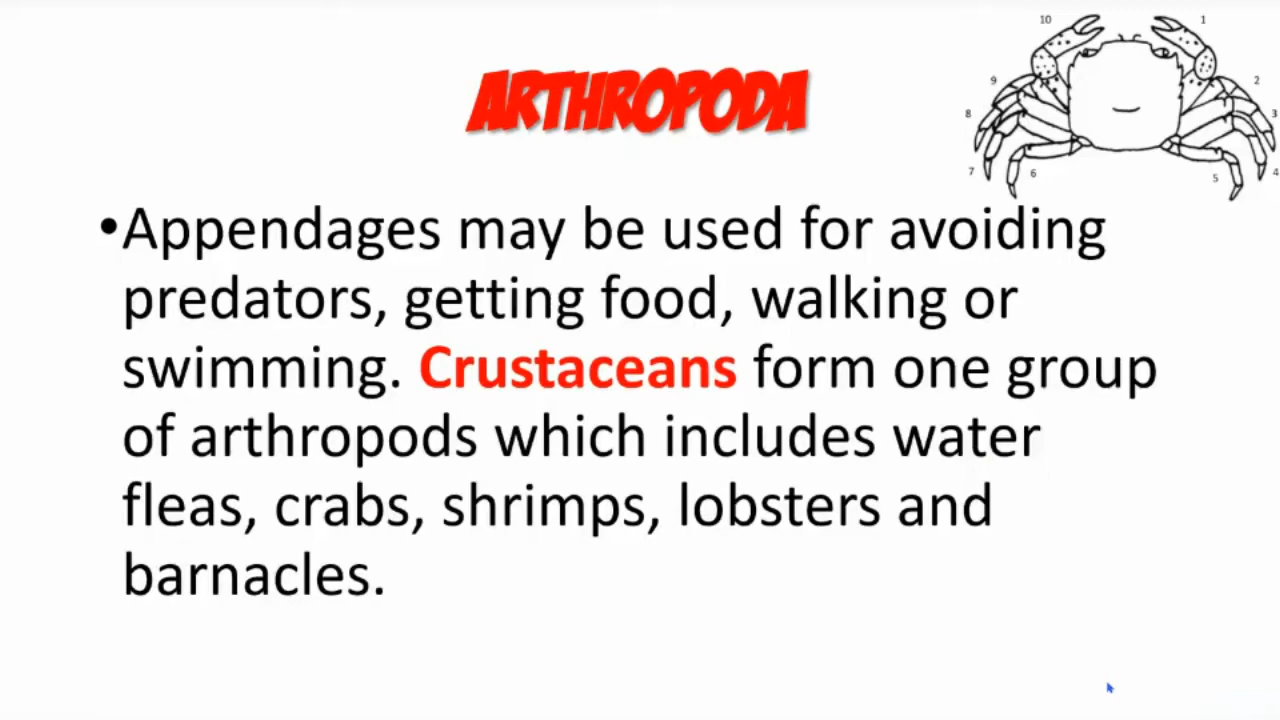 10 1
ARTHROPODA
9 2
8 3
7 6 5 4
•Appendages may be used for avoiding
predators, getting food, walking or
swimming. Crustaceans form one group
of arthropods which includes water
fleas, crabs, shrimps, lobsters and
barnacles.